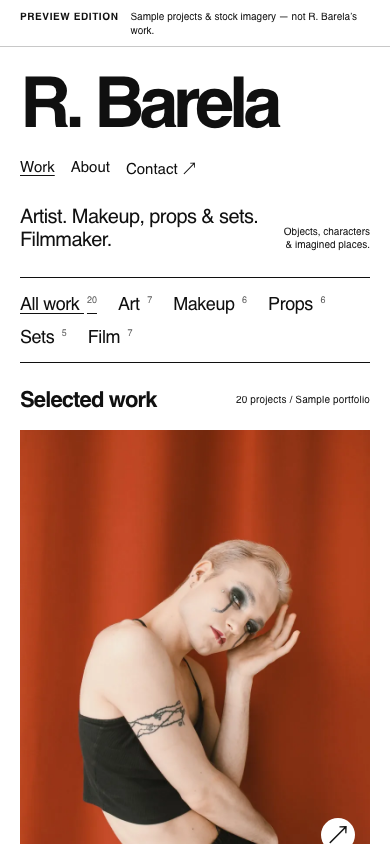 PREVIEW EDITION Sample projects & stock imagery — not R. Barela's
work.
R. Barela
Work About Contact ↗
Artist. Makeup, props & sets.
Filmmaker.
Objects, characters
& imagined places.
All work 20 Art 7 Makeup 6 Props 6
Sets 5 Film 7
Selected work 20 projects / Sample portfolio